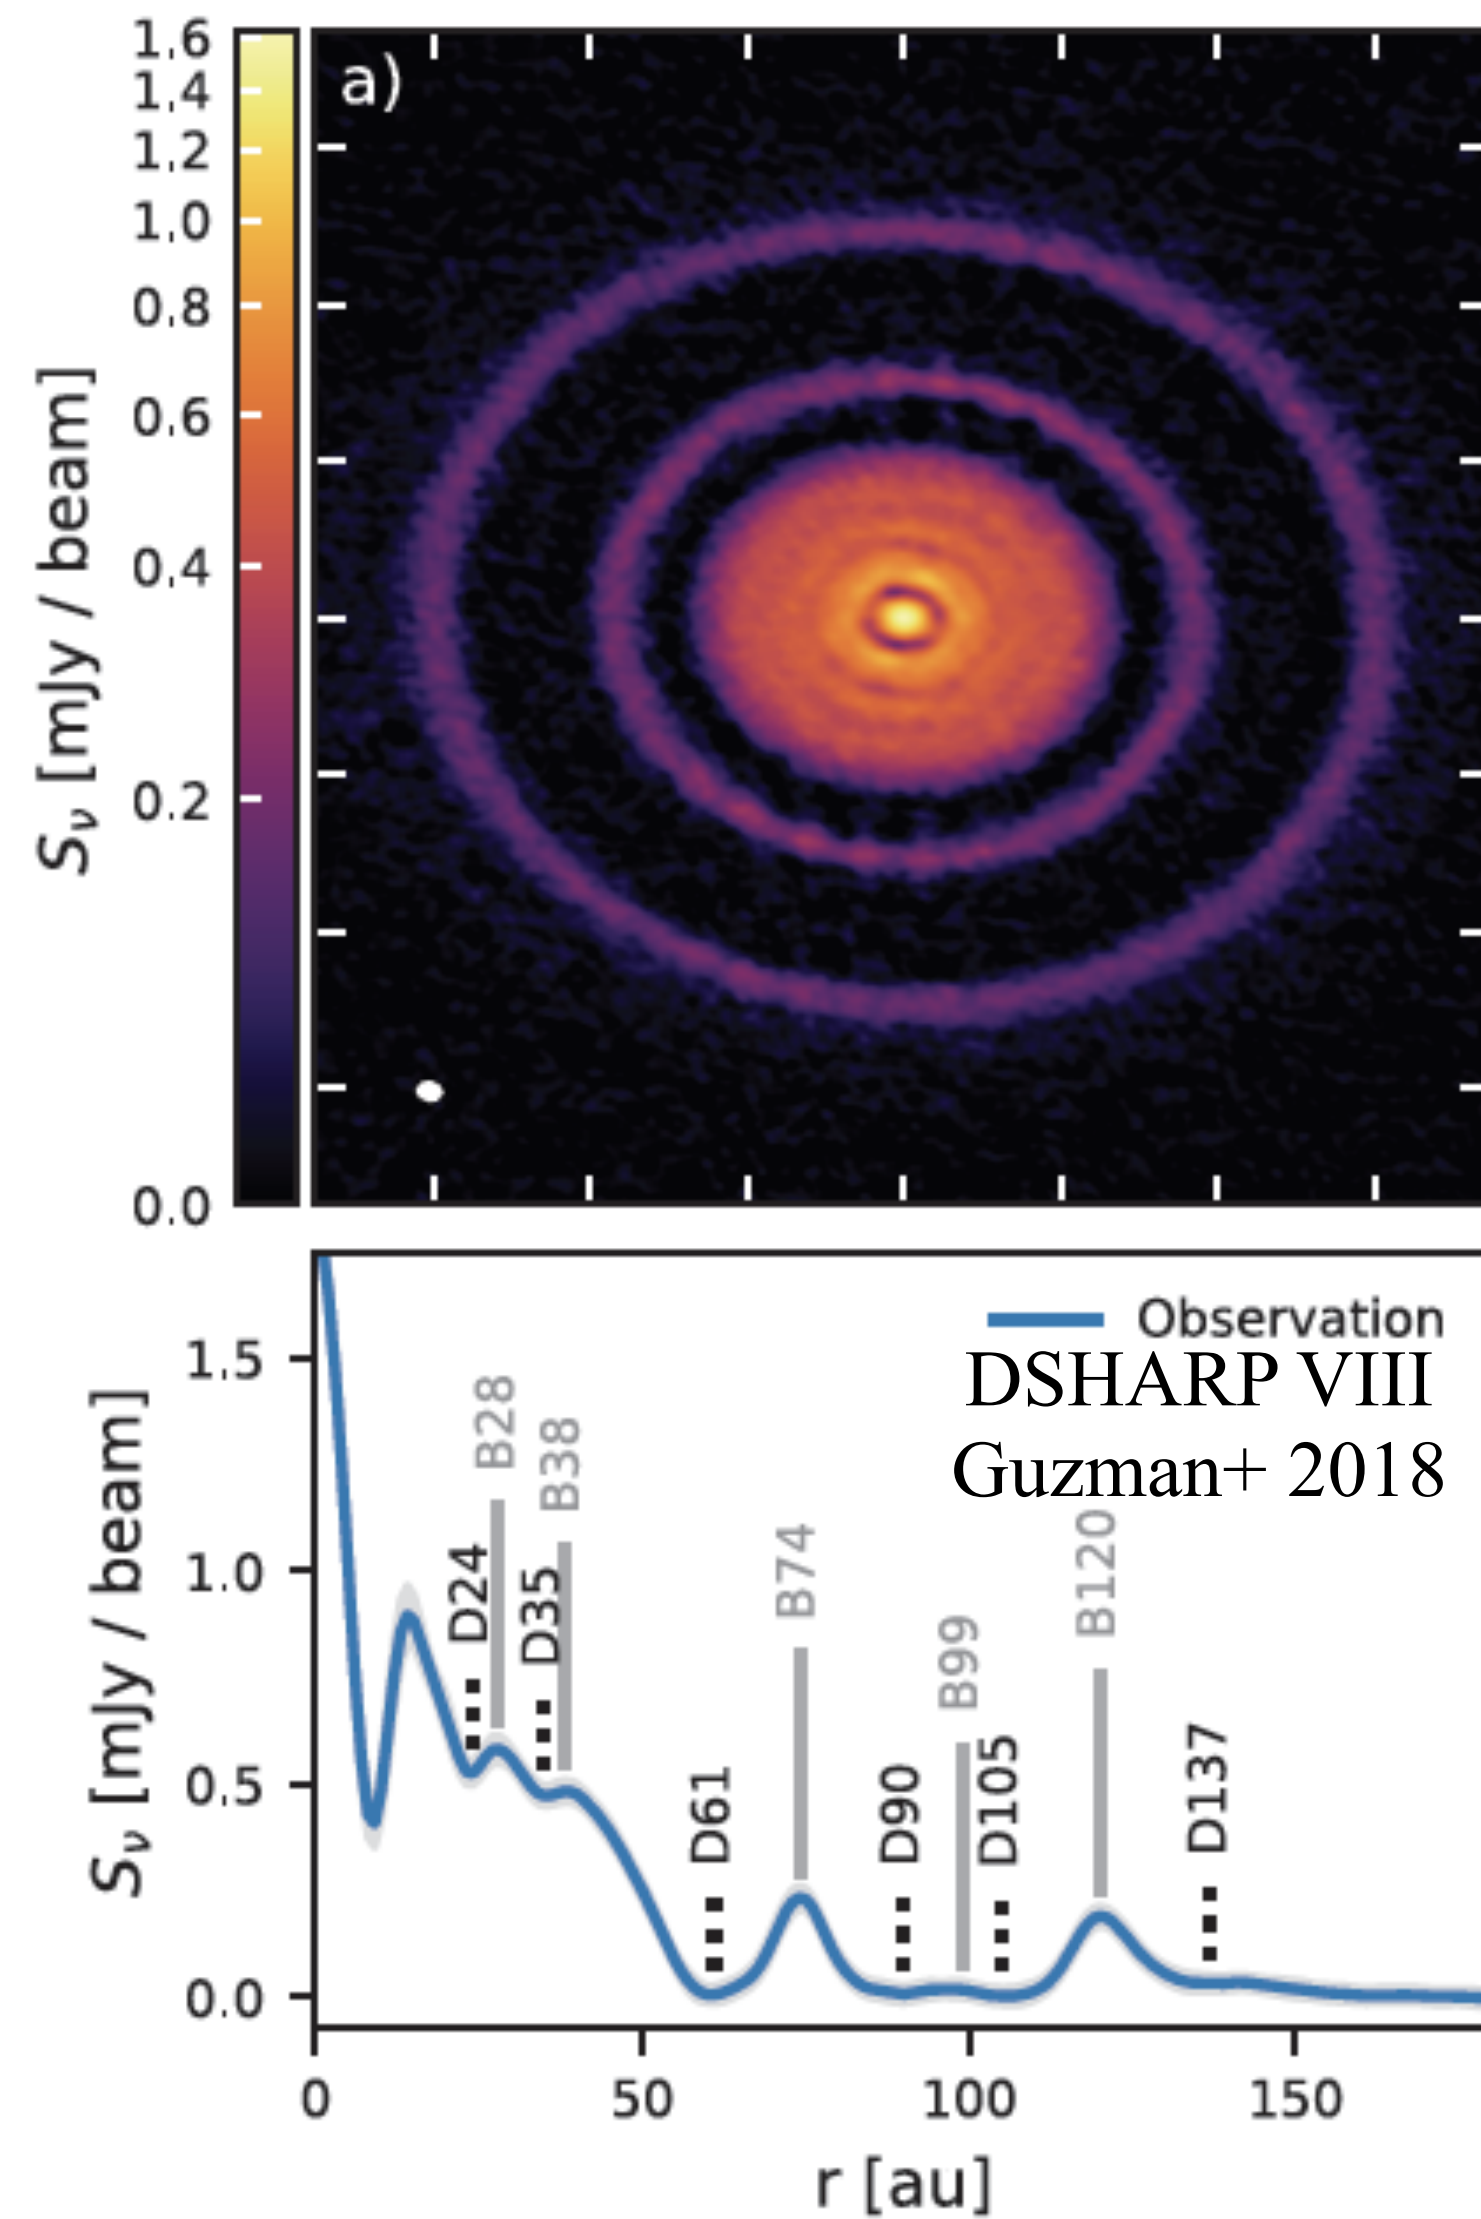 a)
1.6
1.4
1.2
1.0
0.8
0.6
0.4
0.2
0.0
Sν [mJy / beam]
Observation
DSHARP VIII
Guzman+ 2018
1.5
1.0
0.5
0.0
Sν [mJy / beam]
D24
B28
D35
B38
D61
B74
D90
B99
D105
B120
D137
0
50
100
150
r [au]